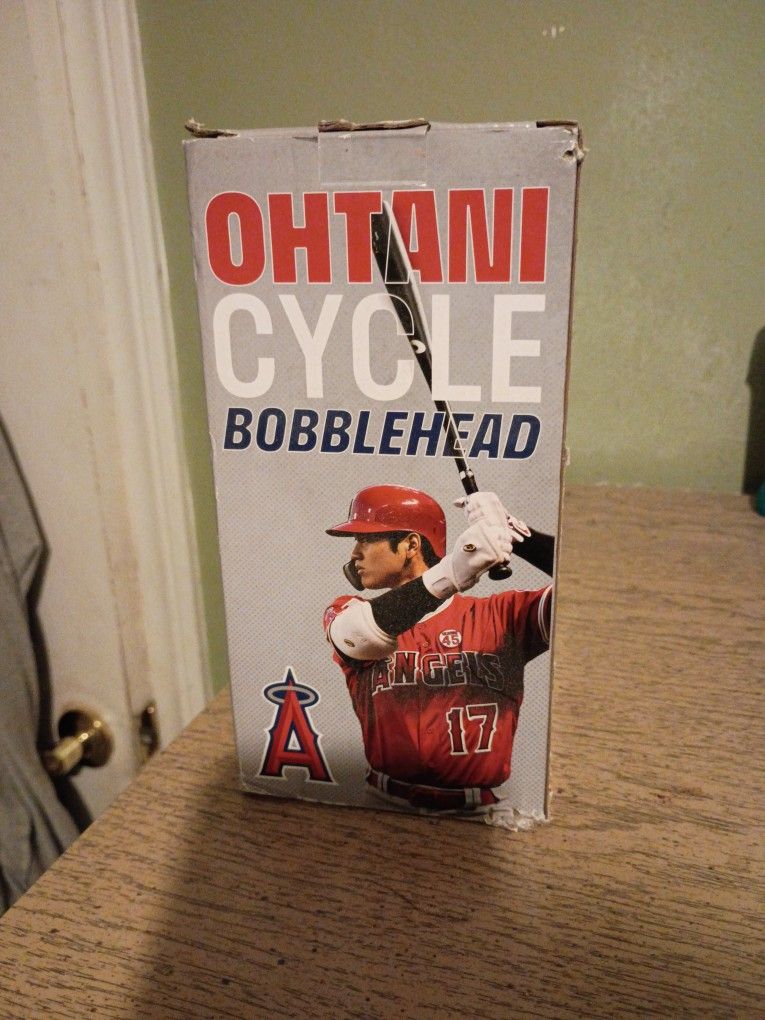 OHTANI
CYCLE
BOBBLEHEAD
45
ANGELS
17
A